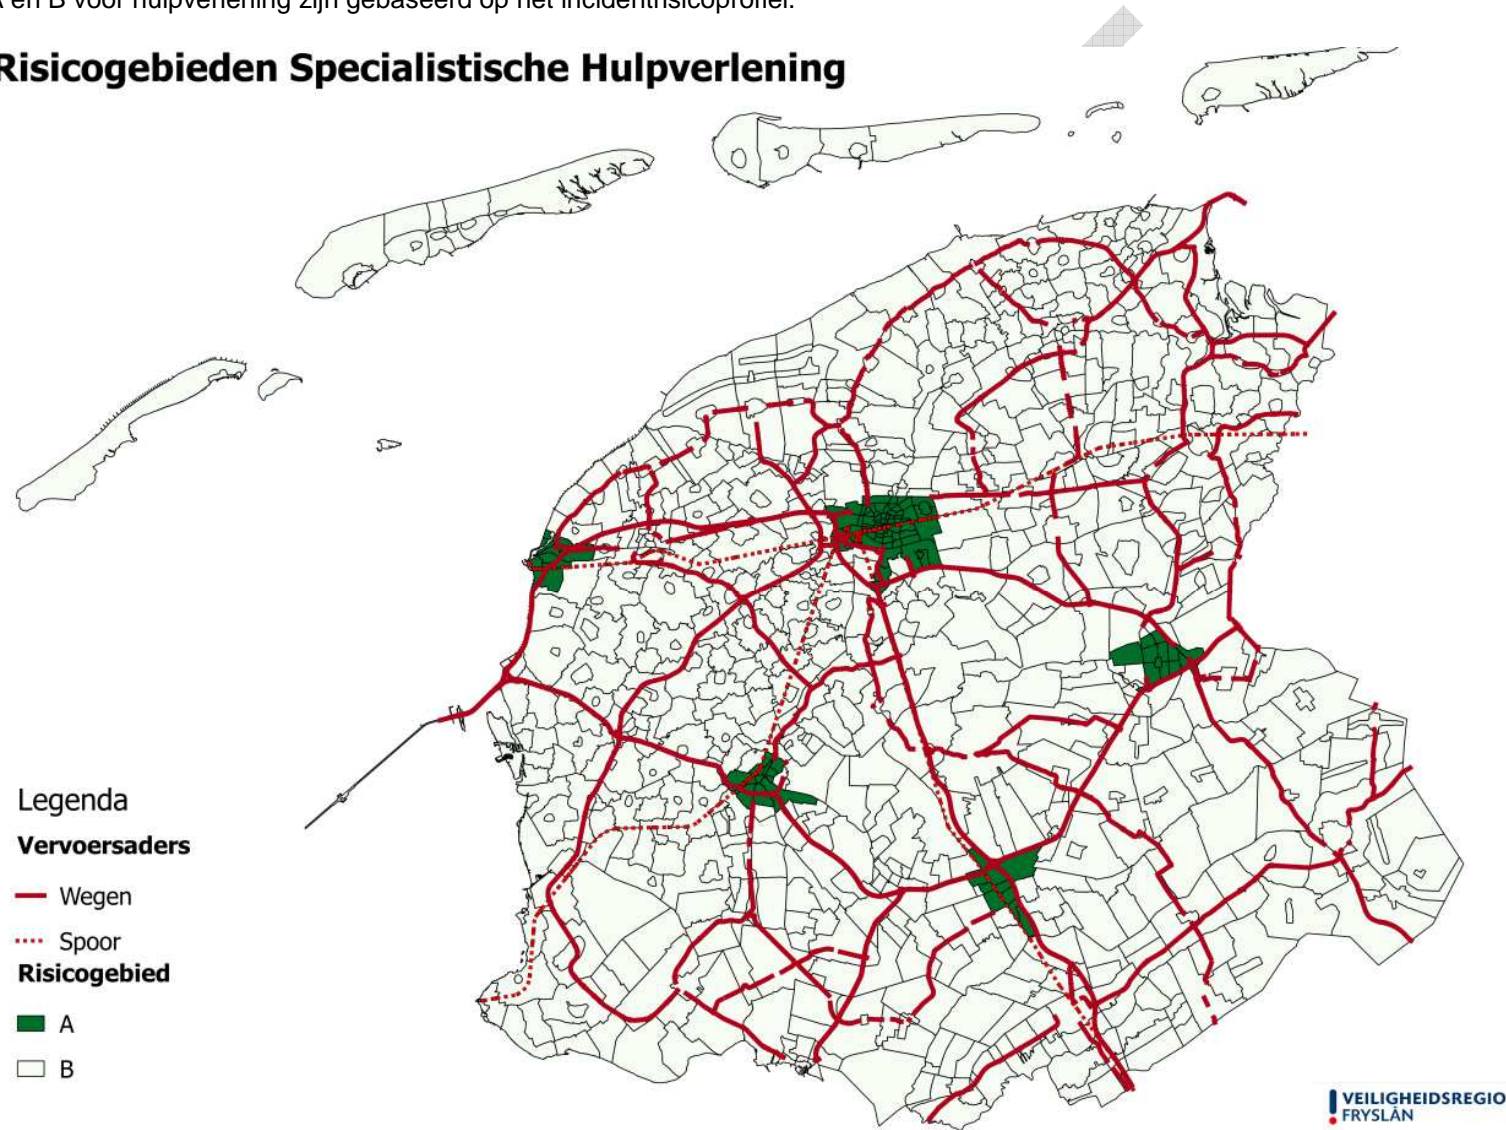 A en B voor hulpverlening zijn gebaseerd op het incidentrisicoprofiel.
Risicogebieden Specialistische Hulpverlening
Legenda
Vervoersaders
Wegen
Spoor
Risicogebied
A
B
VEILIGHEIDSREGIO
FRYSLÂN